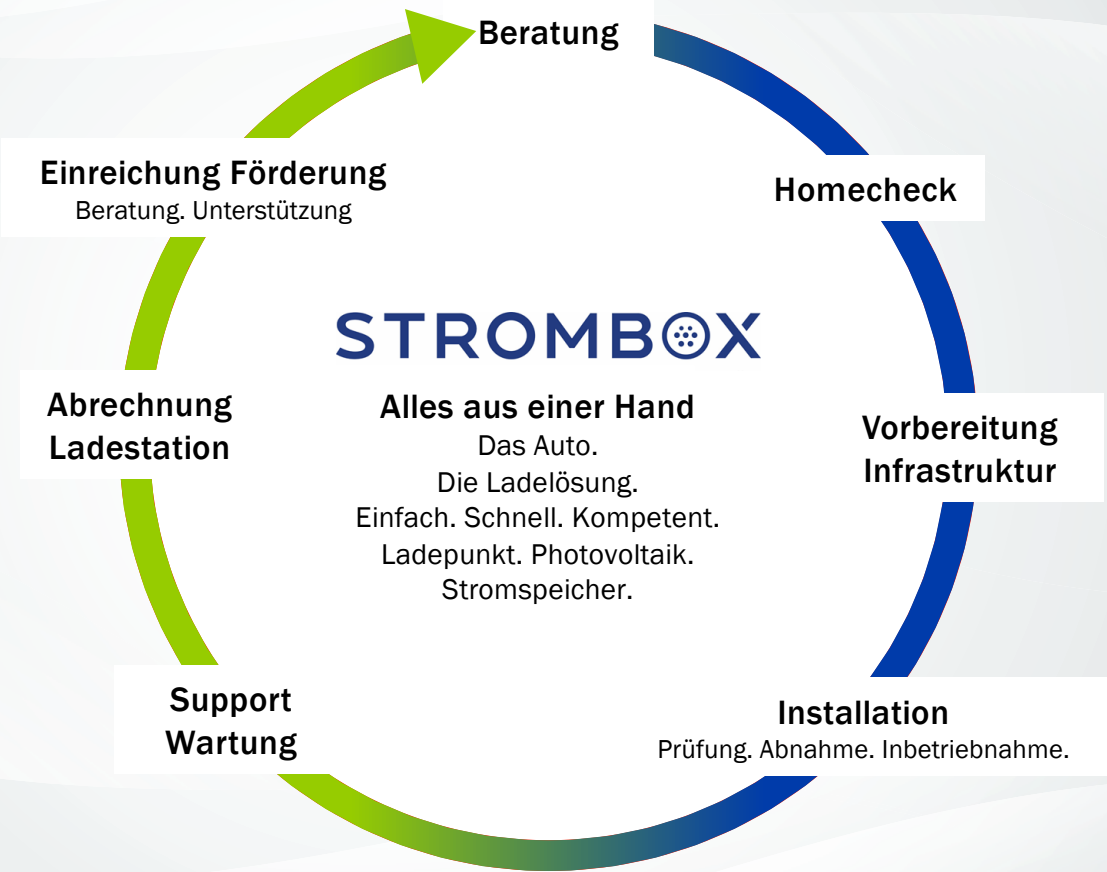 Beratung
Homecheck
Vorbereitung
Infrastruktur
Installation
Prüfung. Abnahme. Inbetriebnahme.
Support
Wartung
Abrechnung
Ladestation
Einreichung Förderung
Beratung. Unterstützung
STROMBOX
Alles aus einer Hand
Das Auto.
Die Ladelösung.
Einfach. Schnell. Kompetent.
Ladepunkt. Photovoltaik.
Stromspeicher.